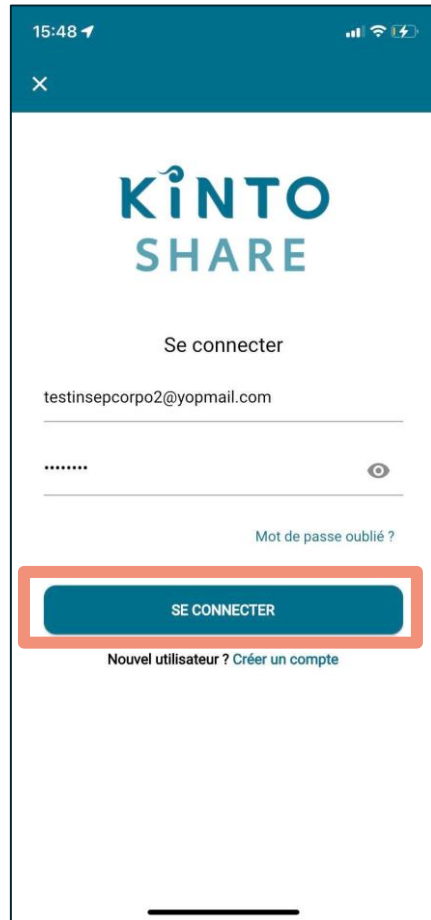 15:48
KINTO
SHARE
Se connecter
testinsepcorpo2@yopmail.com
••••••••
Mot de passe oublié ?
SE CONNECTER
Nouvel utilisateur ? Créer un compte